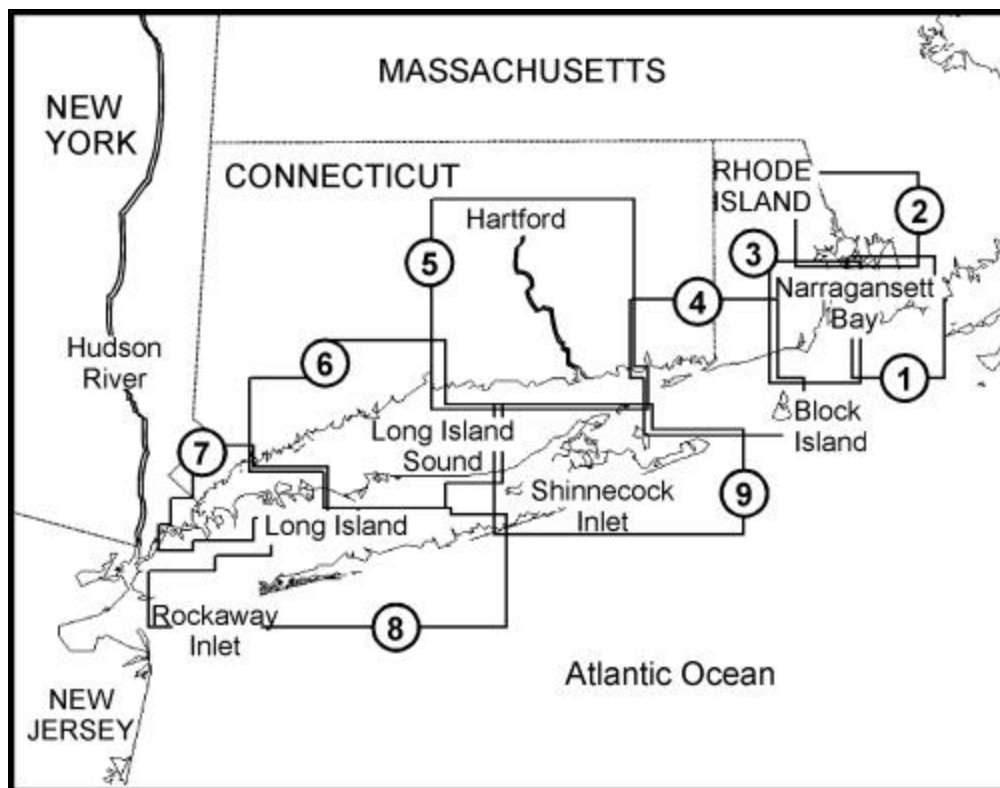 MASSACHUSETTS
NEW
YORK
CONNECTICUT
RHODE
ISLAND
2
Hartford
3
5
Narragansett
Bay
4
Hudson
River
6
1
Block
Island
Long Island
Sound
7
Shinnecock
Inlet
9
Long Island
Rockaway
Inlet
8
Atlantic Ocean
NEW
JERSEY